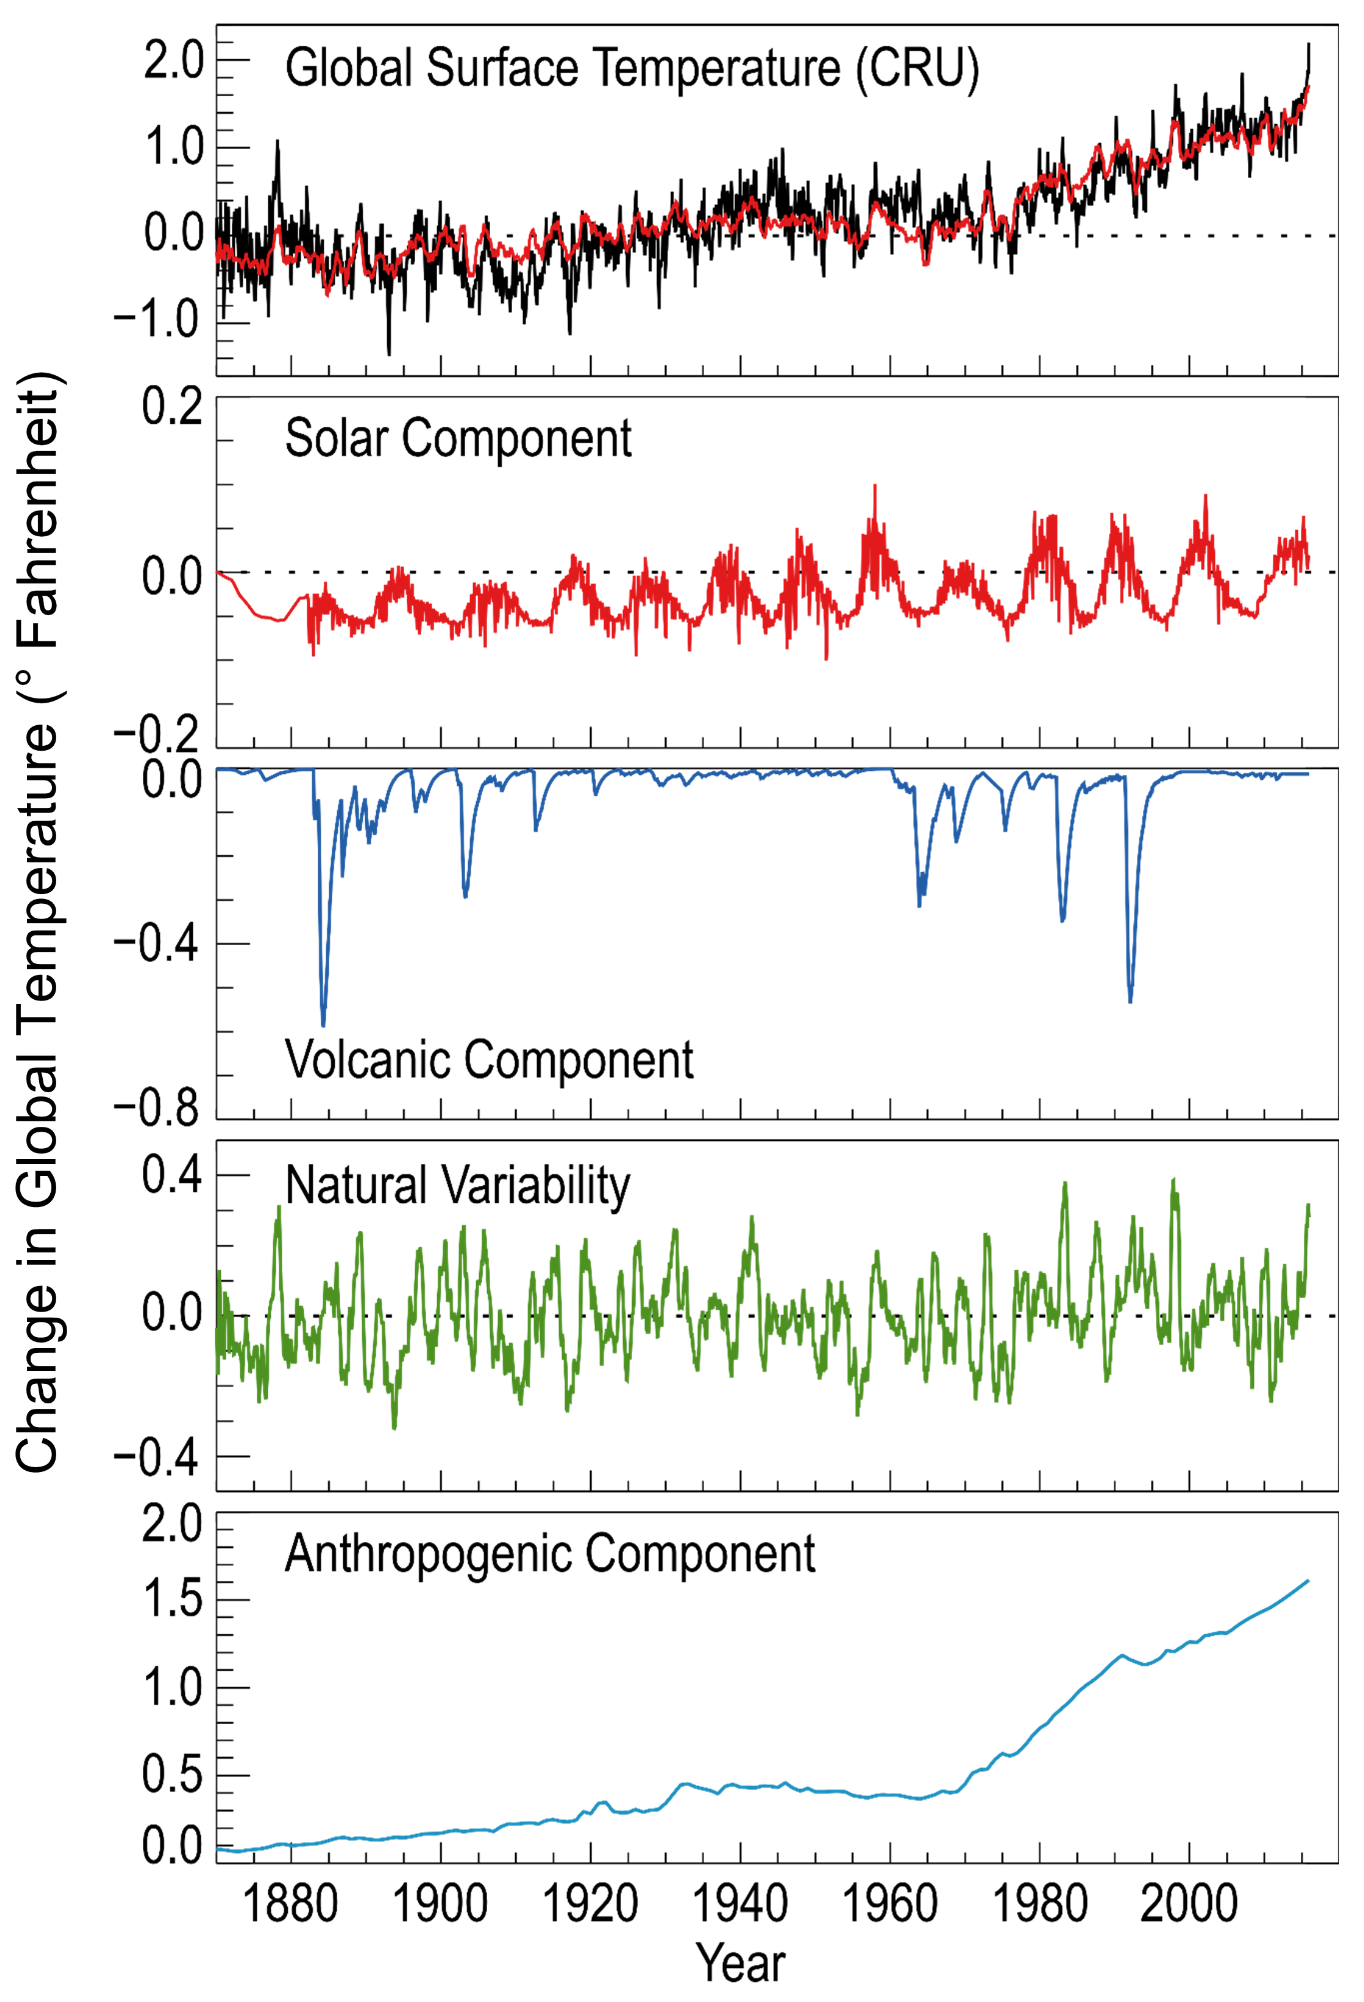 Change in Global Temperature (° Fahrenheit)
Global Surface Temperature (CRU)
2.0
1.0
0.0
−1.0
Solar Component
0.2
0.0
−0.2
Volcanic Component
0.0
−0.4
−0.8
Natural Variability
0.4
0.0
−0.4
Anthropogenic Component
2.0
1.5
1.0
0.5
0.0
1880 1900 1920 1940 1960 1980 2000
Year